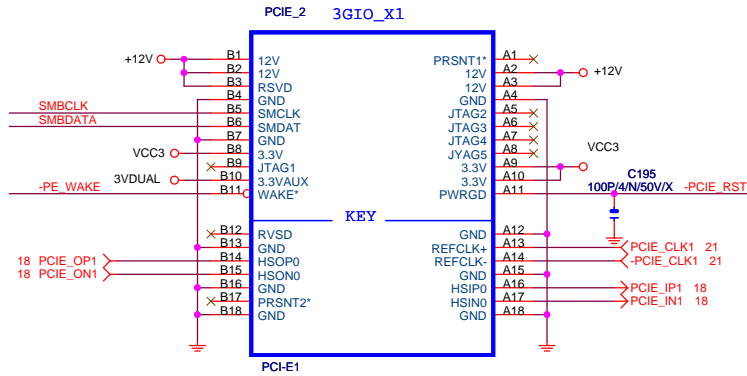 PCIE_2 3GIO_X1
+12V B1 12V PRSNT1* A1
B2 12V 12V A2 +12V
B3 RSVD 12V A3
B4 GND GND A4
SMBCLK B5 SMCLK JTAG2 A5
SMBDATA B6 SMDAT JTAG3 A6
B7 GND JTAG4 A7
VCC3 B8 3.3V JYAG5 A8 VCC3
B9 JTAG1 3.3V A9
3VDUAL B10 3.3VAUX 3.3V A10 C195
-PE_WAKE B11 WAKE* PWRGD A11 100P/4/N/50V/X -PCIE_RST
KEY
B12 RVSD GND A12
B13 GND REFCLK+ A13 PCIE_CLK1 21
18 PCIE_OP1 B14 HSOP0 REFCLK- A14 -PCIE_CLK1 21
18 PCIE_ON1 B15 HSON0 GND A15
B16 GND HSIP0 A16 PCIE_IP1 18
B17 PRSNT2* HSIN0 A17 PCIE_IN1 18
B18 GND GND A18
PCI-E1